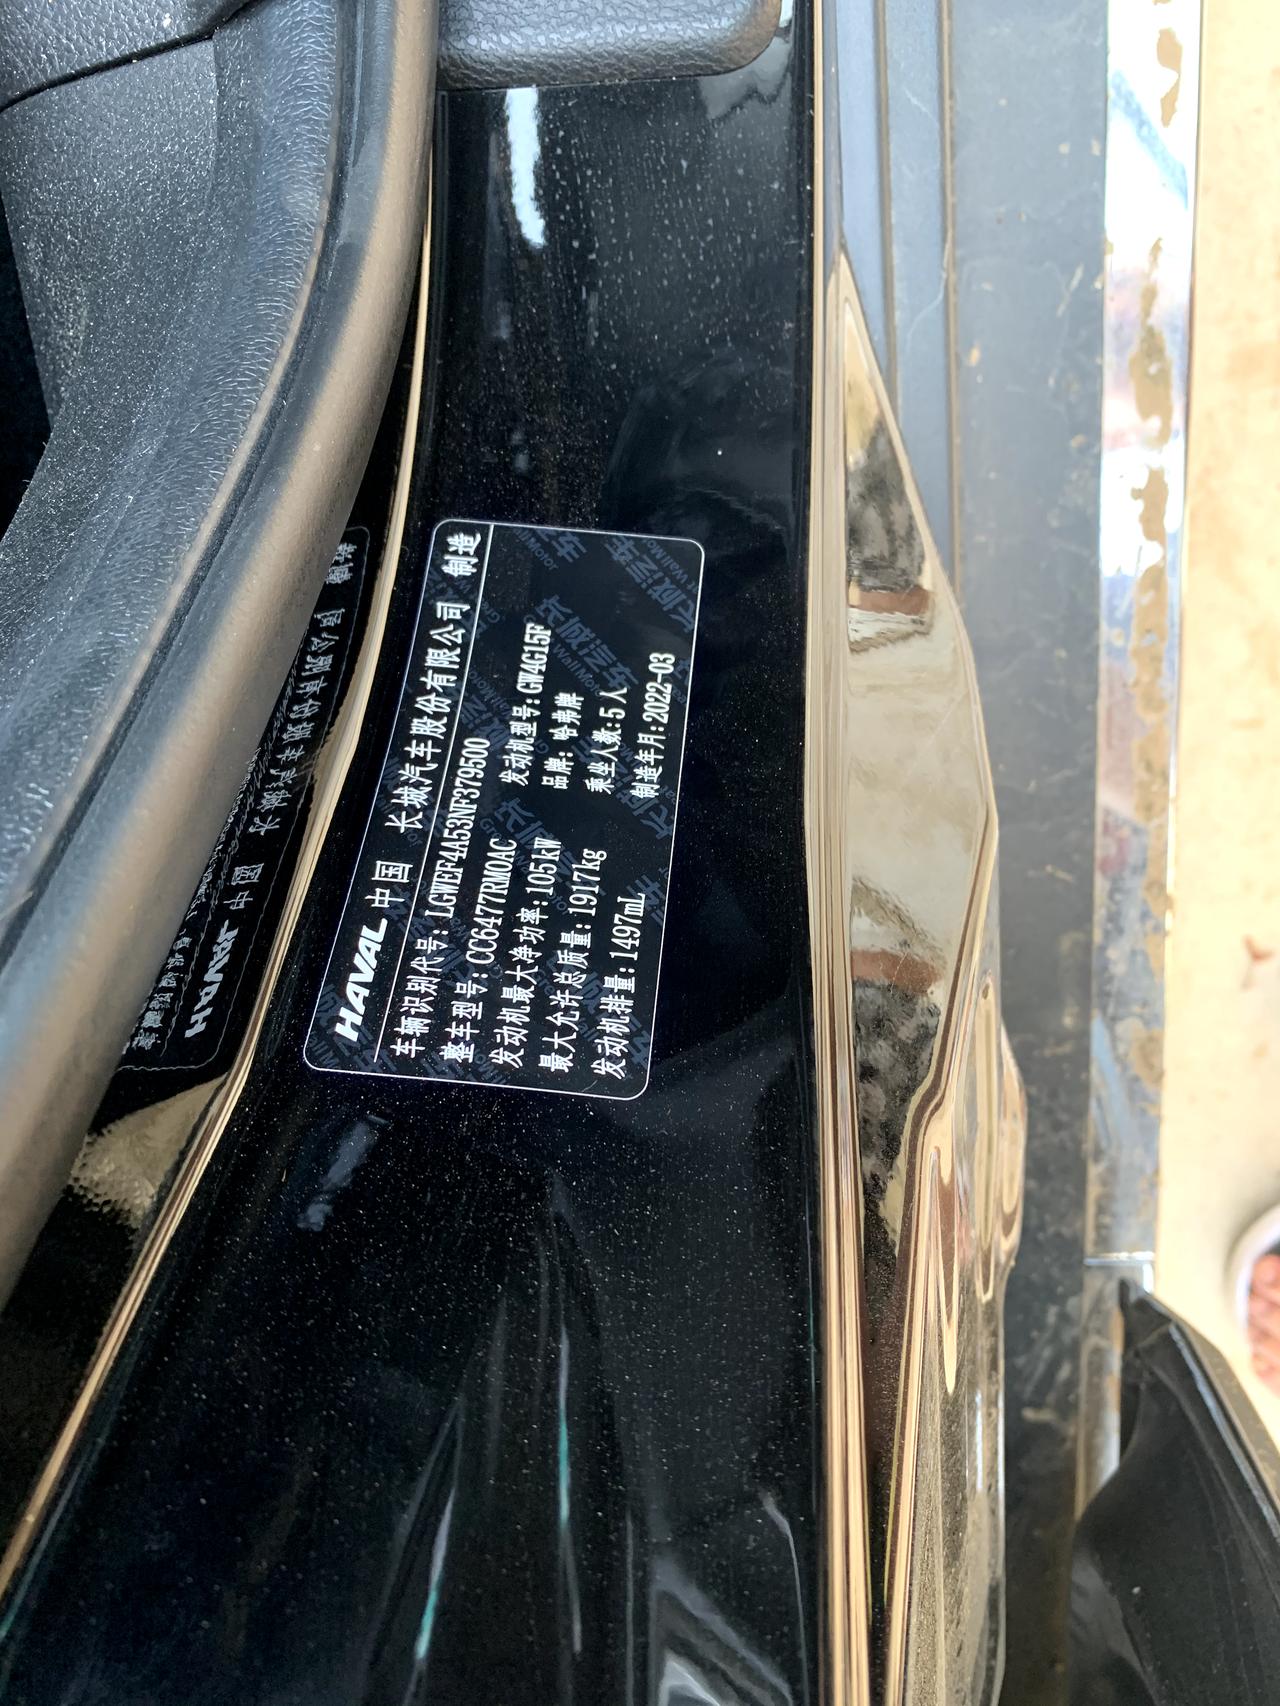 HAVAL 中国 长城汽车股份有限公司 制造
车辆识别代号:LGWEF4A53NF379500
整车型号:CC6477RM0AC 发动机型号:GW4G15F
发动机最大净功率:105kW 品牌:哈弗牌
最大允许总质量:1917kg 乘坐人数:5人
发动机排量:1497mL 制造年月:2022-03